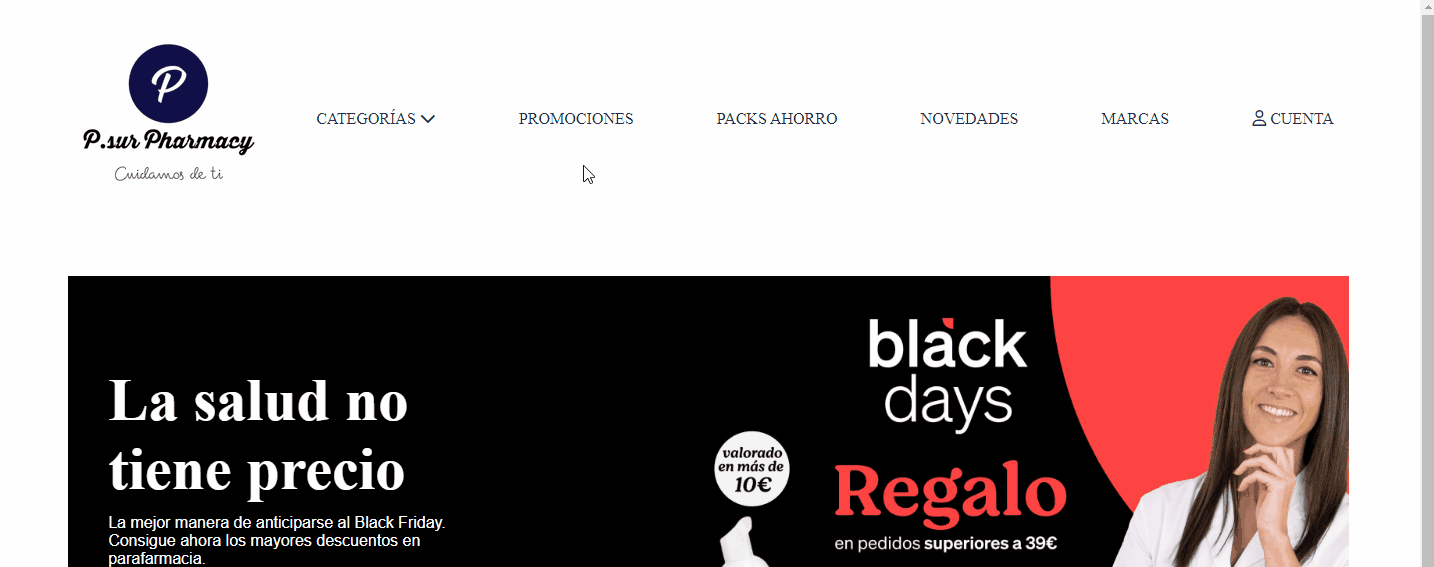 P
P.sur Pharmacy
Cuidamos de ti
CATEGORÍAS
PROMOCIONES
PACKS AHORRO
NOVEDADES
MARCAS
CUENTA
La salud no
tiene precio
La mejor manera de anticiparse al Black Friday.
Consigue ahora los mayores descuentos en
parafarmacia.
valorado
en más de
10€
black
days
Regalo
en pedidos superiores a 39€